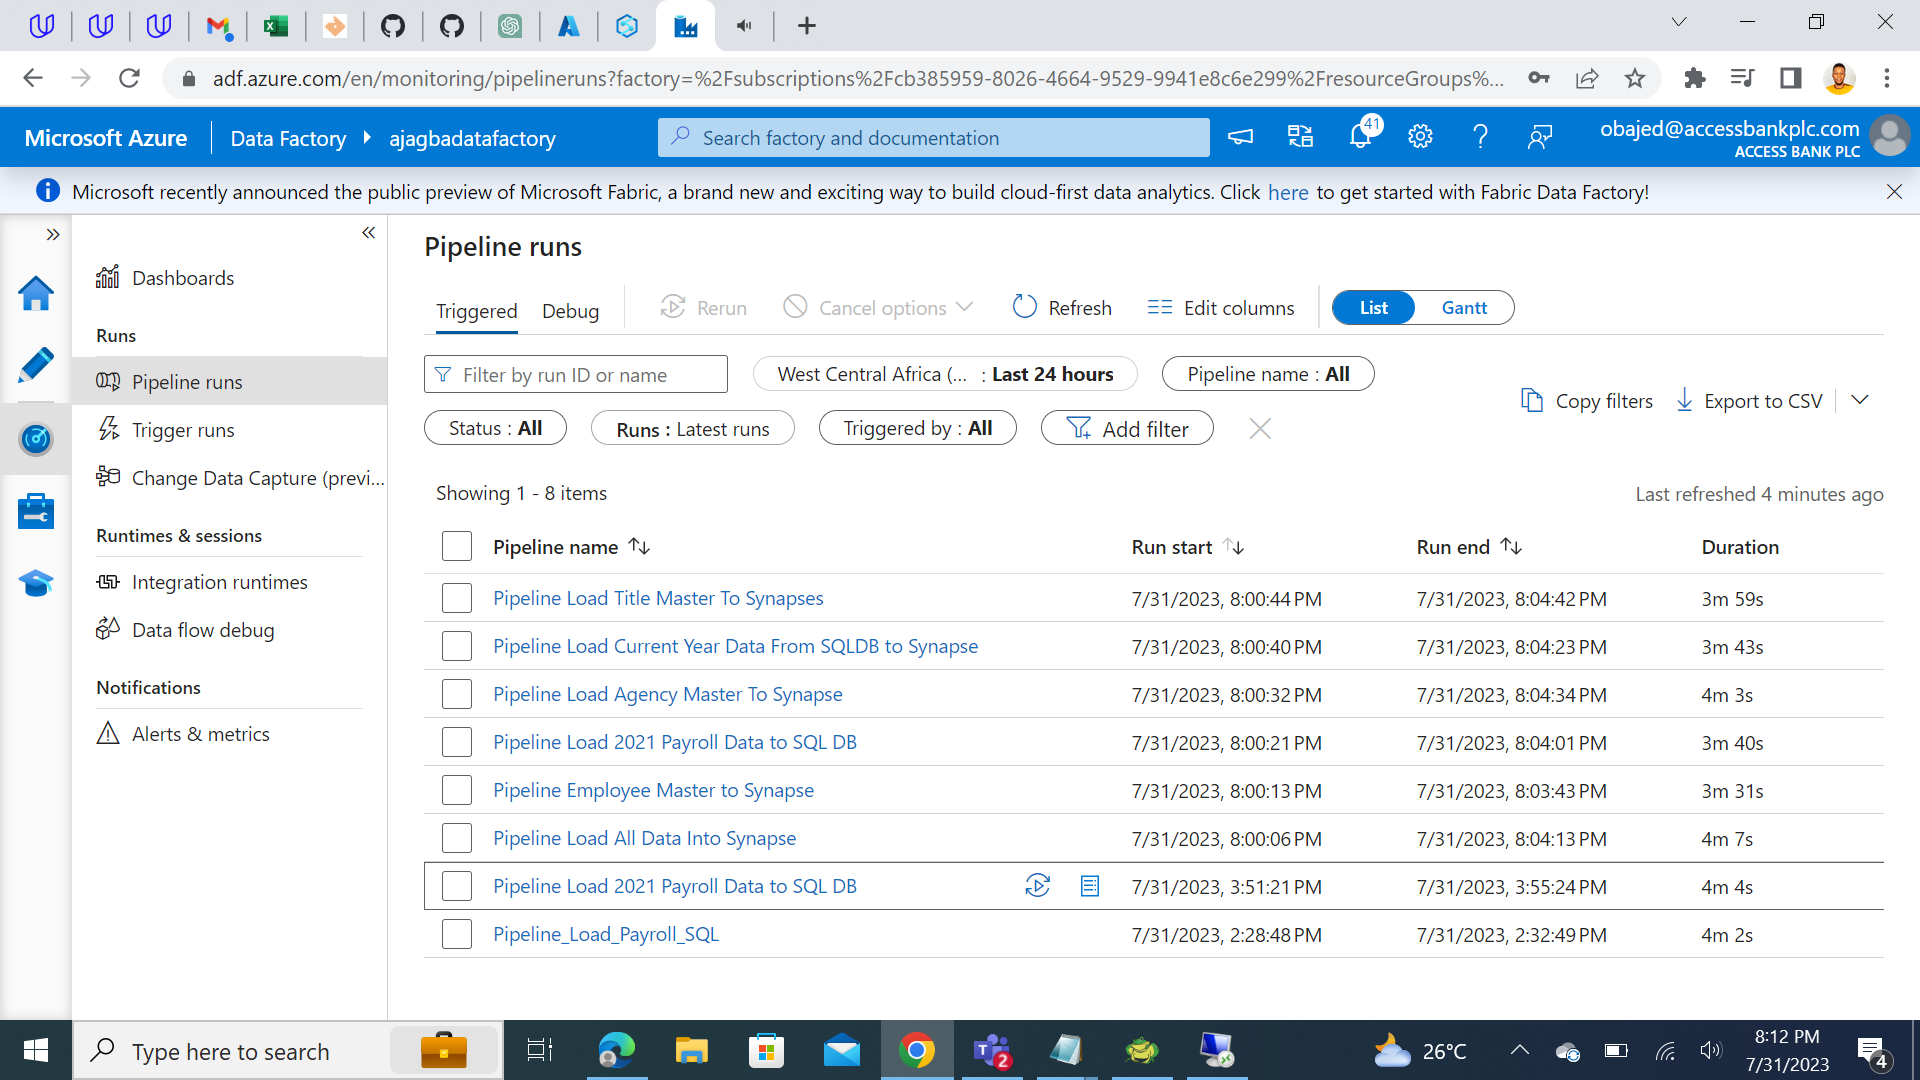 adf.azure.com/en/monitoring/pipelineruns?factory=%2Fsubscriptions%2Fcb385959-8026-4664-9529-9941e8c6e299%2FresourceGroups%...
Microsoft Azure
Data Factory
ajagbadatafactory
Search factory and documentation
41
obajed@accessbankplc.com
ACCESS BANK PLC
Microsoft recently announced the public preview of Microsoft Fabric, a brand new and exciting way to build cloud-first data analytics. Click here to get started with Fabric Data Factory!
Dashboards
Runs
Pipeline runs
Trigger runs
Change Data Capture (previ...
Runtimes & sessions
Integration runtimes
Data flow debug
Notifications
Alerts & metrics
Pipeline runs
Triggered
Debug
Rerun
Cancel options
Refresh
Edit columns
List
Gantt
Filter by run ID or name
West Central Africa (... : Last 24 hours
Pipeline name : All
Status : All
Runs : Latest runs
Triggered by : All
Add filter
Copy filters
Export to CSV
Showing 1 - 8 items
Last refreshed 4 minutes ago
Pipeline name Run start Run end Duration
Pipeline Load Title Master To Synapses 7/31/2023, 8:00:44 PM 7/31/2023, 8:04:42 PM 3m 59s
Pipeline Load Current Year Data From SQLDB to Synapse 7/31/2023, 8:00:40 PM 7/31/2023, 8:04:23 PM 3m 43s
Pipeline Load Agency Master To Synapse 7/31/2023, 8:00:32 PM 7/31/2023, 8:04:34 PM 4m 3s
Pipeline Load 2021 Payroll Data to SQL DB 7/31/2023, 8:00:21 PM 7/31/2023, 8:04:01 PM 3m 40s
Pipeline Employee Master to Synapse 7/31/2023, 8:00:13 PM 7/31/2023, 8:03:43 PM 3m 31s
Pipeline Load All Data Into Synapse 7/31/2023, 8:00:06 PM 7/31/2023, 8:04:13 PM 4m 7s
Pipeline Load 2021 Payroll Data to SQL DB 7/31/2023, 3:51:21 PM 7/31/2023, 3:55:24 PM 4m 4s
Pipeline_Load_Payroll_SQL 7/31/2023, 2:28:48 PM 7/31/2023, 2:32:49 PM 4m 2s
Type here to search
2
26°C
8:12 PM
7/31/2023
4